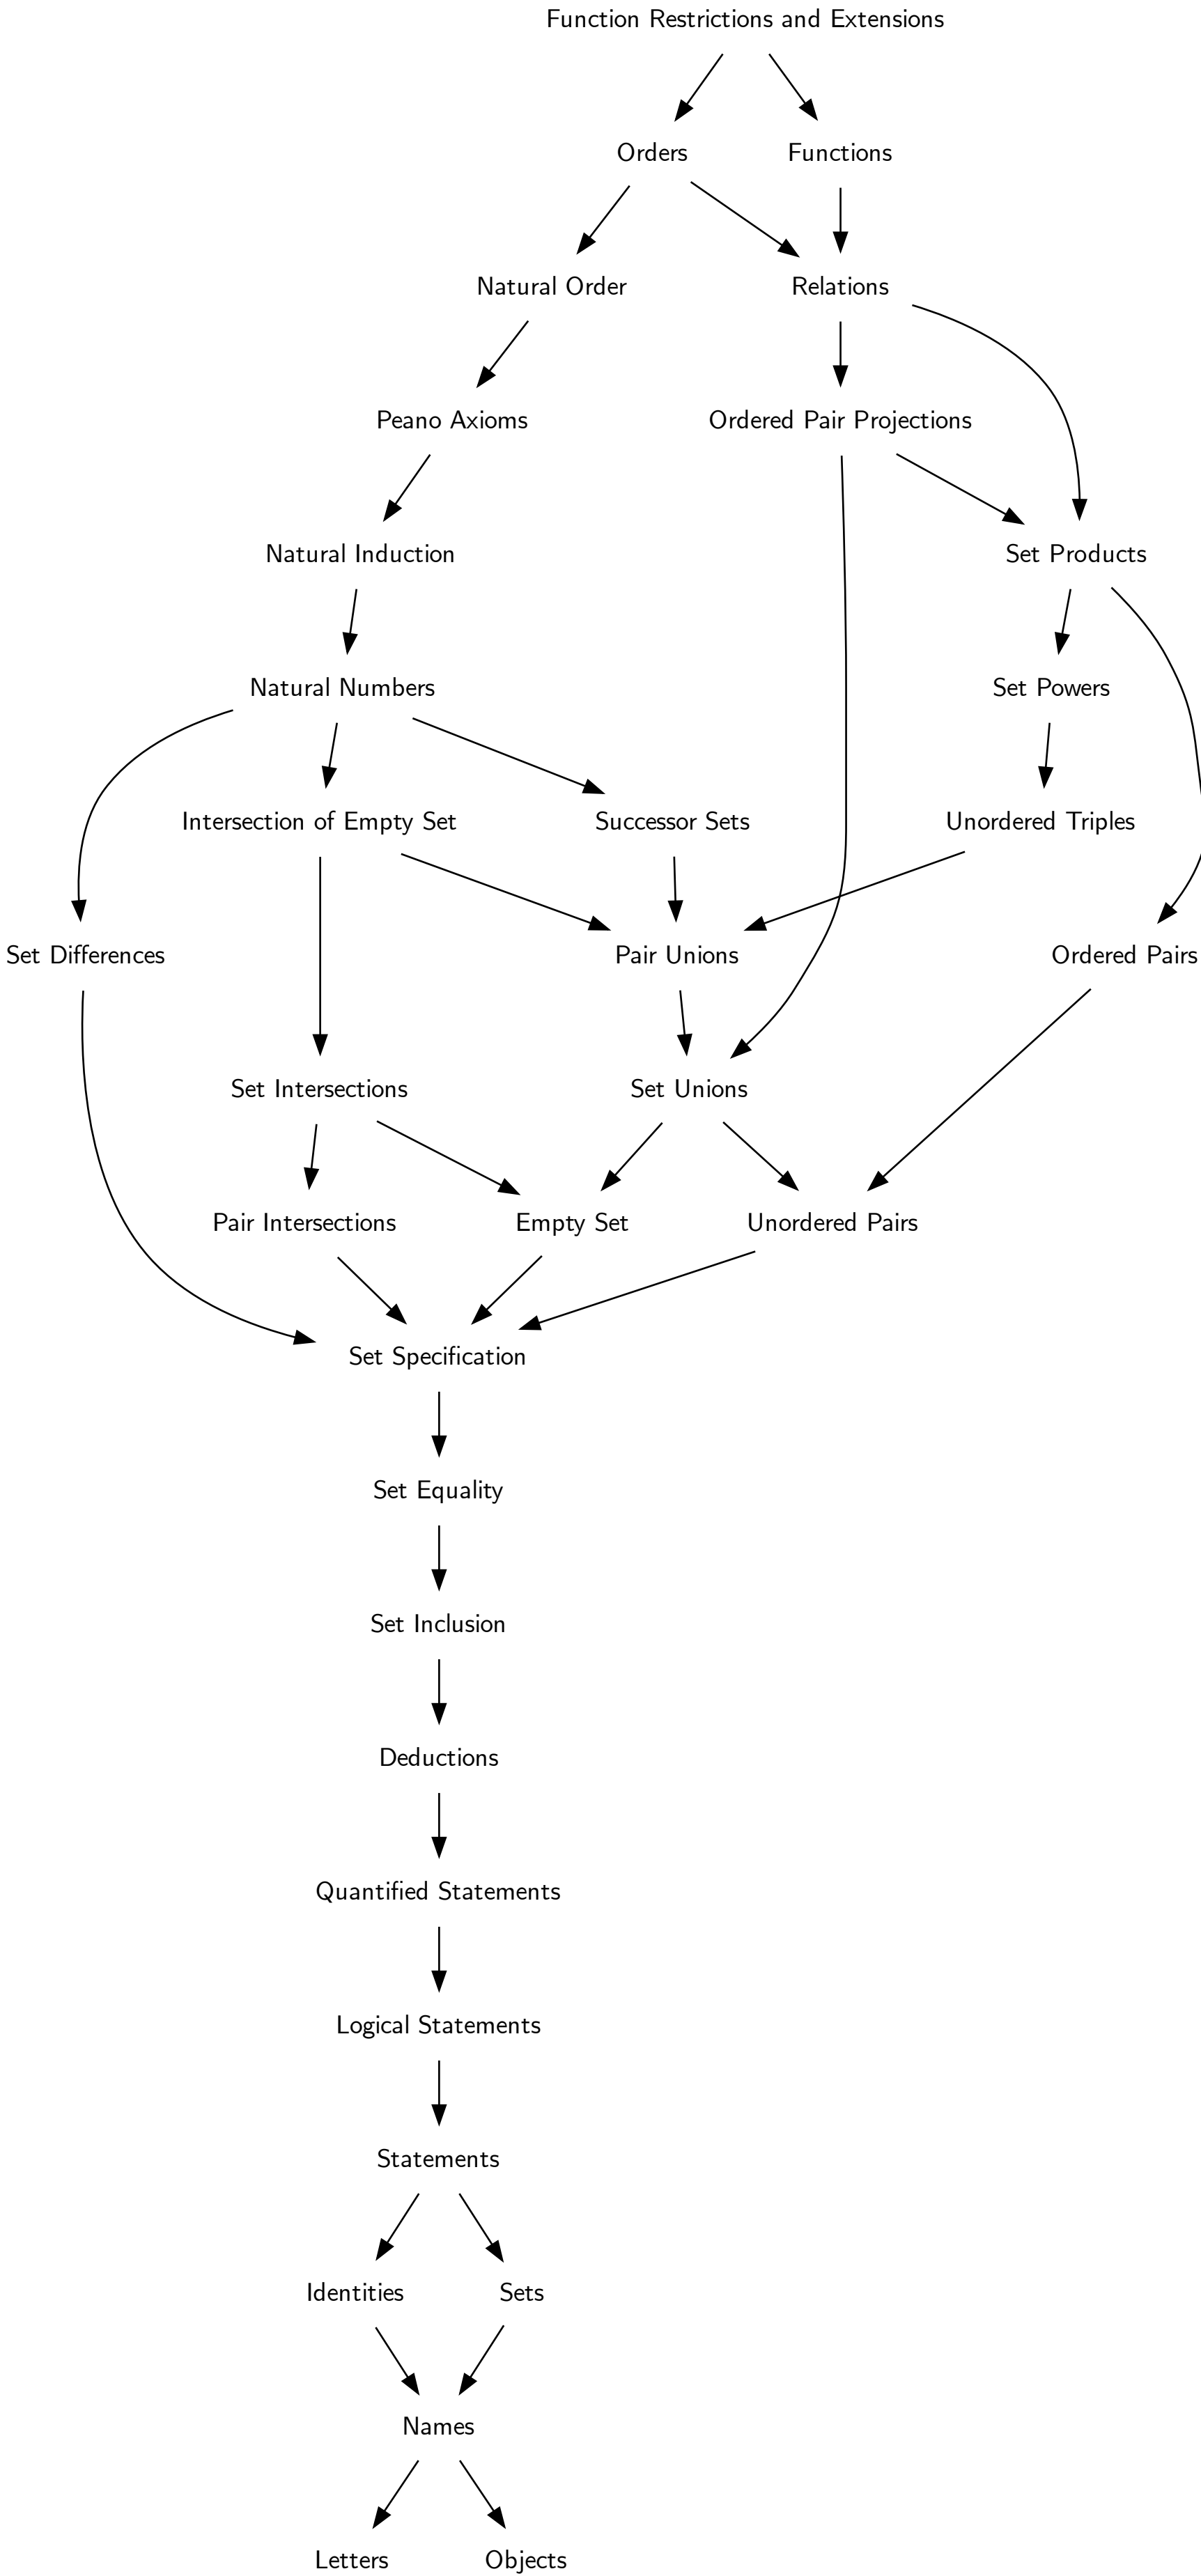 Function Restrictions and Extensions
Orders
Functions
Natural Order
Relations
Peano Axioms
Ordered Pair Projections
Natural Induction
Set Products
Natural Numbers
Set Powers
Intersection of Empty Set
Successor Sets
Unordered Triples
Set Differences
Pair Unions
Ordered Pairs
Set Intersections
Set Unions
Pair Intersections
Empty Set
Unordered Pairs
Set Specification
Set Equality
Set Inclusion
Deductions
Quantified Statements
Logical Statements
Statements
Identities
Sets
Names
Letters
Objects